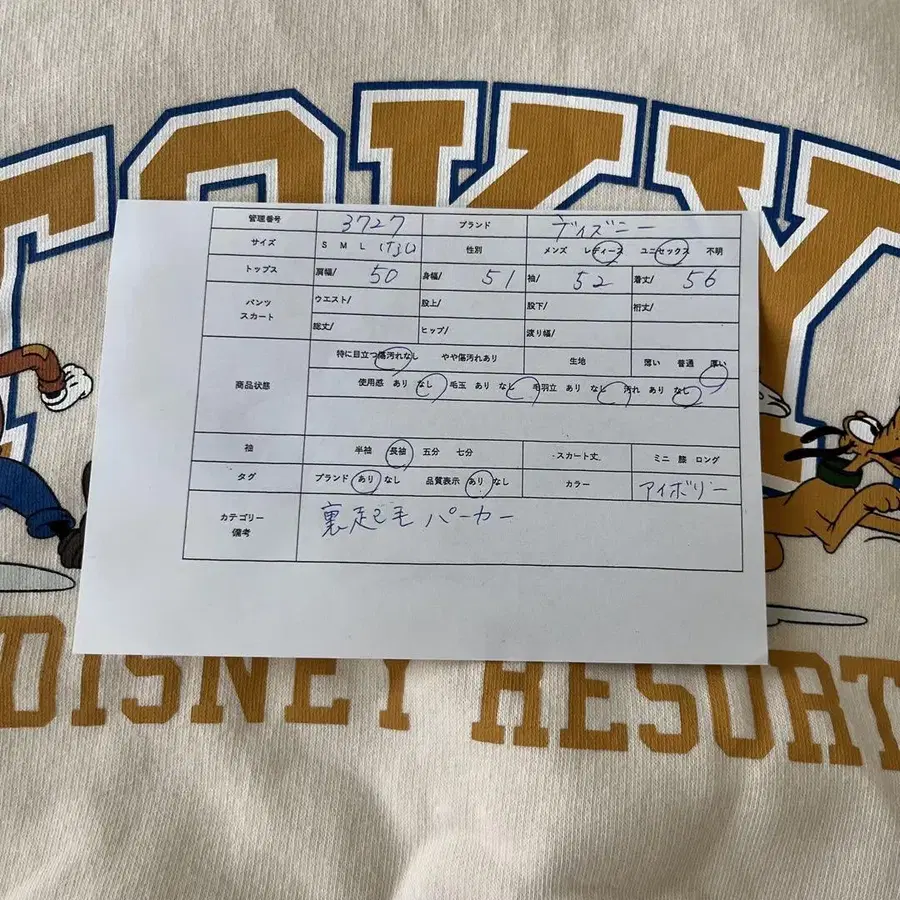 TOKY
管理番号 3727 ブランド ディズニー
サイズ S M L (なし) 性別 メンズ レディース ユニセックス 不明
トップス 肩幅/ 50 身幅/ 51 袖/ 52 着丈/ 56
パンツ スカート ウエスト/ 股上/ 股下/ 裄丈/
総丈/ ヒップ/ 渡り幅/
商品状態 特に目立つ傷汚れなし やや傷汚れあり 生地 薄い 普通 厚い
使用感 あり なし 毛玉 あり なし 毛羽立 あり なし 汚れ あり なし
袖 半袖 長袖 五分 七分 スカート丈 ミニ 膝 ロング
タグ ブランド あり なし 品質表示 あり なし カラー アイボリー
カテゴリー 備考 裏起毛 パーカー
DISNEY RESORT